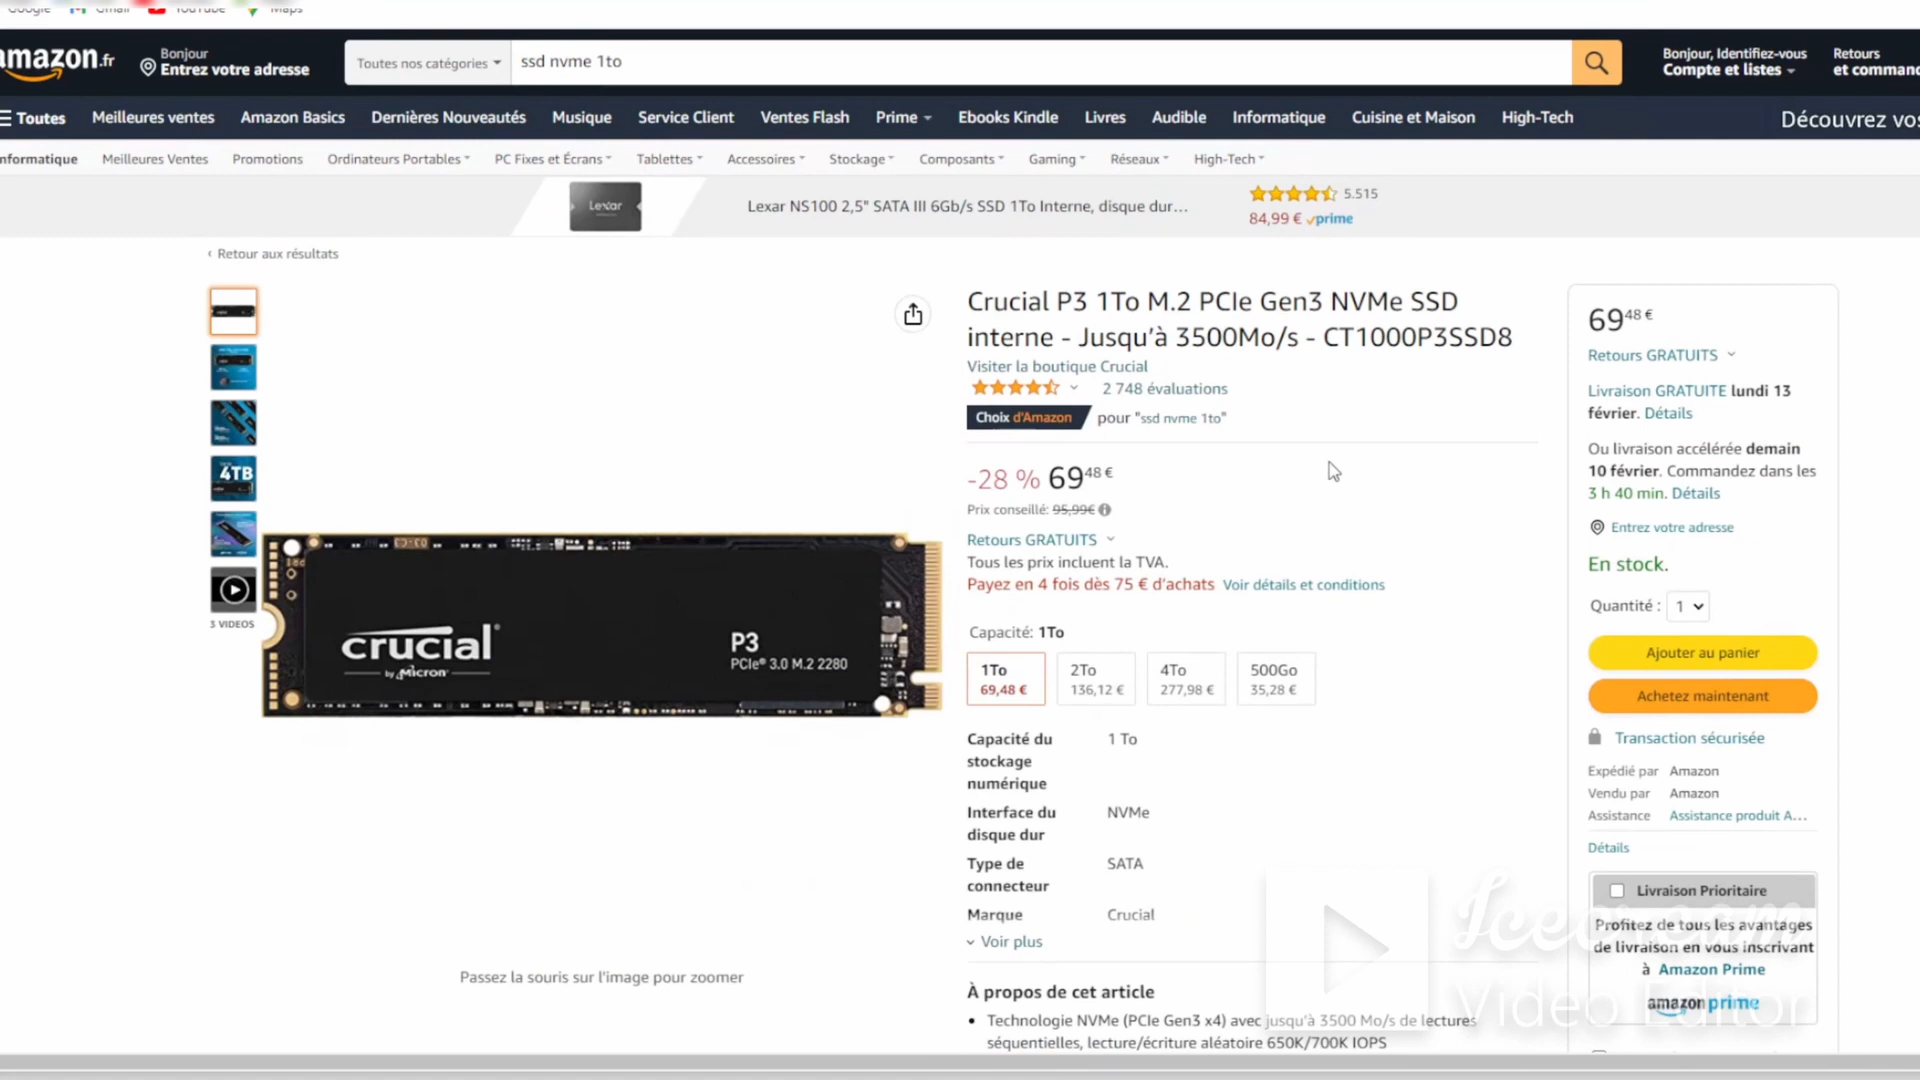 Google Gmail YouTube Maps
amazon.fr
Bonjour
Entrez votre adresse
Toutes nos catégories
ssd nvme 1to
Bonjour, Identifiez-vous
Compte et listes
Retours
et command
Toutes Meilleures ventes Amazon Basics Dernières Nouveautés Musique Service Client Ventes Flash Prime Ebooks Kindle Livres Audible Informatique Cuisine et Maison High-Tech Découvrez vos
nformatique Meilleures Ventes Promotions Ordinateurs Portables PC Fixes et Écrans Tablettes Accessoires Stockage Composants Gaming Réseaux High-Tech
Lexar
Lexar NS100 2,5" SATA III 6Gb/s SSD 1To Interne, disque dur...
5.515
84,99 € prime
‹ Retour aux résultats
4TB
3 VIDEOS
crucial
by Micron
P3
PCIe® 3.0 M.2 2280
Passez la souris sur l'image pour zoomer
Crucial P3 1To M.2 PCIe Gen3 NVMe SSD
interne - Jusqu'à 3500Mo/s - CT1000P3SSD8
Visiter la boutique Crucial
2 748 évaluations
Choix d'Amazon pour "ssd nvme 1to"
-28 % 69,48 €
Prix conseillé: 95,99€
Retours GRATUITS
Tous les prix incluent la TVA.
Payez en 4 fois dès 75 € d'achats Voir détails et conditions
Capacité: 1To
1To 2To 4To 500Go
69,48 € 136,12 € 277,98 € 35,28 €
Capacité du
stockage
numérique
1 To
Interface du
disque dur
NVMe
Type de
connecteur
SATA
Marque Crucial
Voir plus
À propos de cet article
• Technologie NVMe (PCIe Gen3 x4) avec jusqu'à 3500 Mo/s de lectures
séquentielles, lecture/écriture aléatoire 650K/700K IOPS
69,48 €
Retours GRATUITS
Livraison GRATUITE lundi 13
février. Détails
Ou livraison accélérée demain
10 février. Commandez dans les
3 h 40 min. Détails
Entrez votre adresse
En stock.
Quantité : 1
Ajouter au panier
Achetez maintenant
Transaction sécurisée
Expédié par Amazon
Vendu par Amazon
Assistance Assistance produit A...
Détails
Livraison Prioritaire
Profitez de tous les avantages
de livraison en vous inscrivant
à Amazon Prime
amazon prime
Icecream
Video Editor